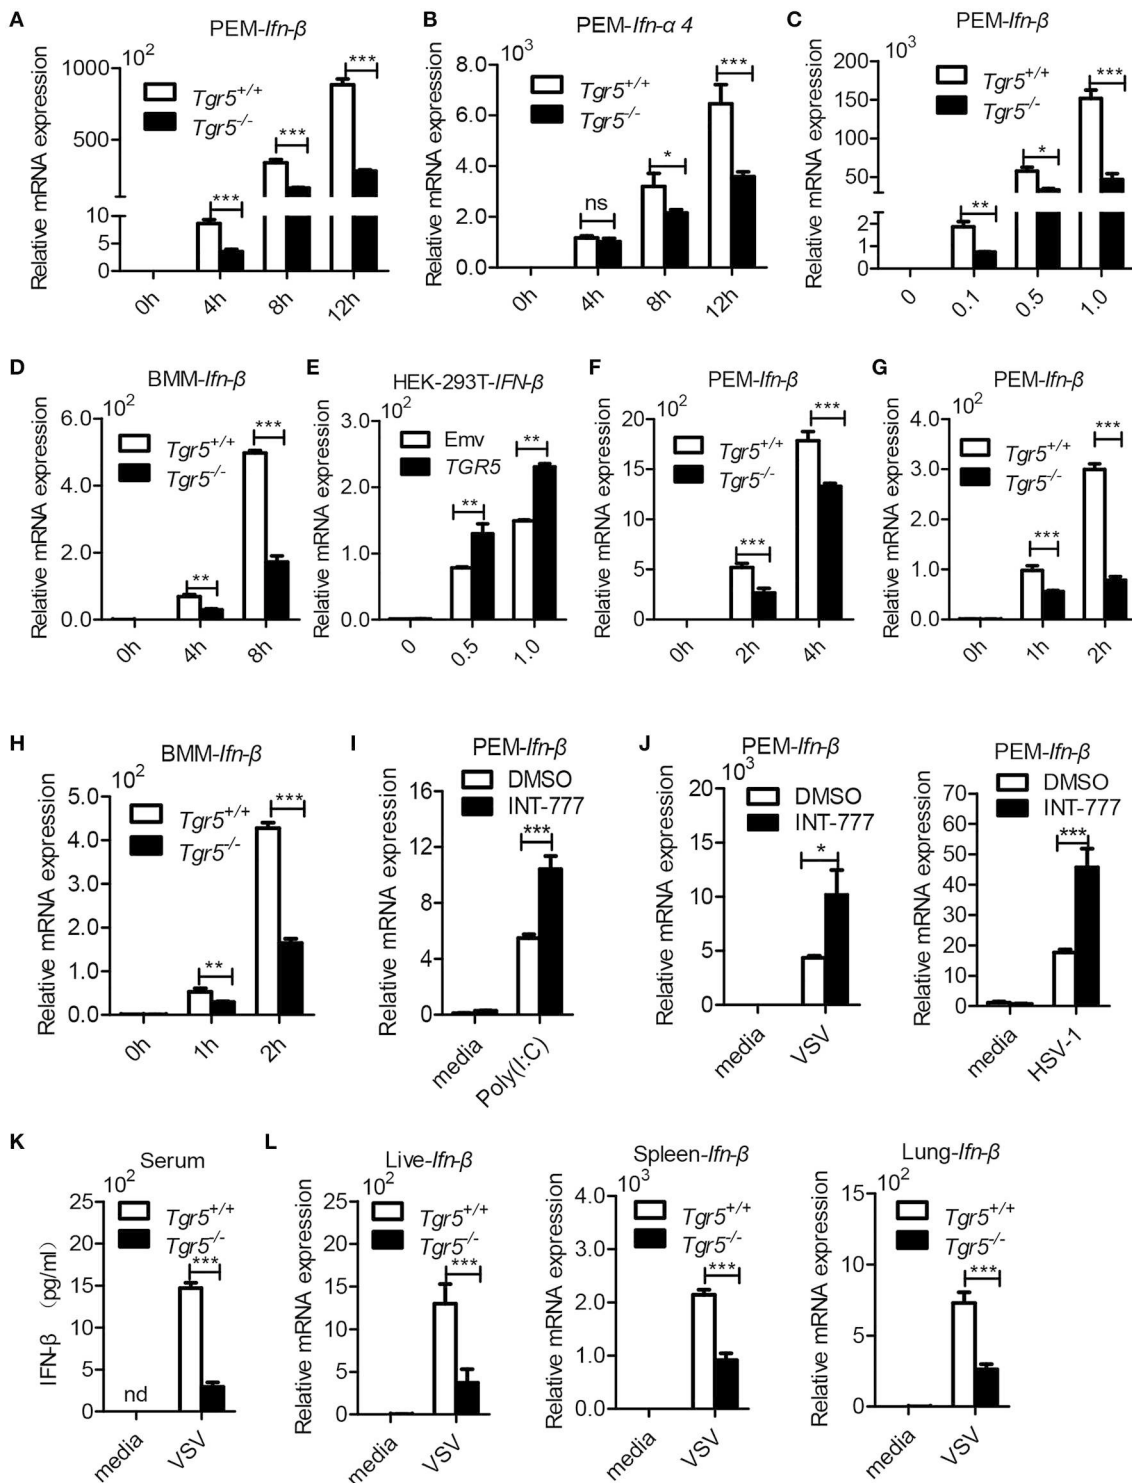 A
PEM-Ifn-β
10²
Relative mRNA expression
1000
500
10
5
0
Tgr5+/+
Tgr5-/-
***
***
***
0h
4h
8h
12h
B
PEM-Ifn-α 4
10³
Relative mRNA expression
8.0
6.0
4.0
2.0
0.0
Tgr5+/+
Tgr5-/-
ns
*
***
0h
4h
8h
12h
C
PEM-Ifn-β
10³
Relative mRNA expression
200
150
100
50
2
1
0
Tgr5+/+
Tgr5-/-
**
*
***
0
0.1
0.5
1.0
D
BMM-Ifn-β
10²
Relative mRNA expression
6.0
4.0
2.0
0.0
Tgr5+/+
Tgr5-/-
**
***
0h
4h
8h
E
HEK-293T-IFN-β
10²
Relative mRNA expression
3.0
2.0
1.0
0.0
Emv
TGR5
**
**
0
0.5
1.0
F
PEM-Ifn-β
10²
Relative mRNA expression
20
15
10
5
0
Tgr5+/+
Tgr5-/-
***
***
0h
2h
4h
G
PEM-Ifn-β
10²
Relative mRNA expression
4.0
3.0
2.0
1.0
0.0
Tgr5+/+
Tgr5-/-
***
***
0h
1h
2h
H
BMM-Ifn-β
10²
Relative mRNA expression
5.0
4.0
3.0
2.0
1.0
0.0
Tgr5+/+
Tgr5-/-
**
***
0h
1h
2h
I
PEM-Ifn-β
Relative mRNA expression
16
12
8
4
0
DMSO
INT-777
***
media
Poly(I:C)
J
PEM-Ifn-β
10³
Relative mRNA expression
20
15
10
5
0
DMSO
INT-777
*
media
VSV
PEM-Ifn-β
Relative mRNA expression
70
60
50
40
30
20
10
0
DMSO
INT-777
***
media
HSV-1
K
Serum
10²
IFN-β (pg/ml)
25
20
15
10
5
0
Tgr5+/+
Tgr5-/-
***
nd
media
VSV
L
Live-Ifn-β
10²
Relative mRNA expression
25
20
15
10
5
0
Tgr5+/+
Tgr5-/-
***
media
VSV
Spleen-Ifn-β
10³
Relative mRNA expression
4.0
3.0
2.0
1.0
0.0
Tgr5+/+
Tgr5-/-
***
media
VSV
Lung-Ifn-β
10²
Relative mRNA expression
15
10
5
0
Tgr5+/+
Tgr5-/-
***
media
VSV